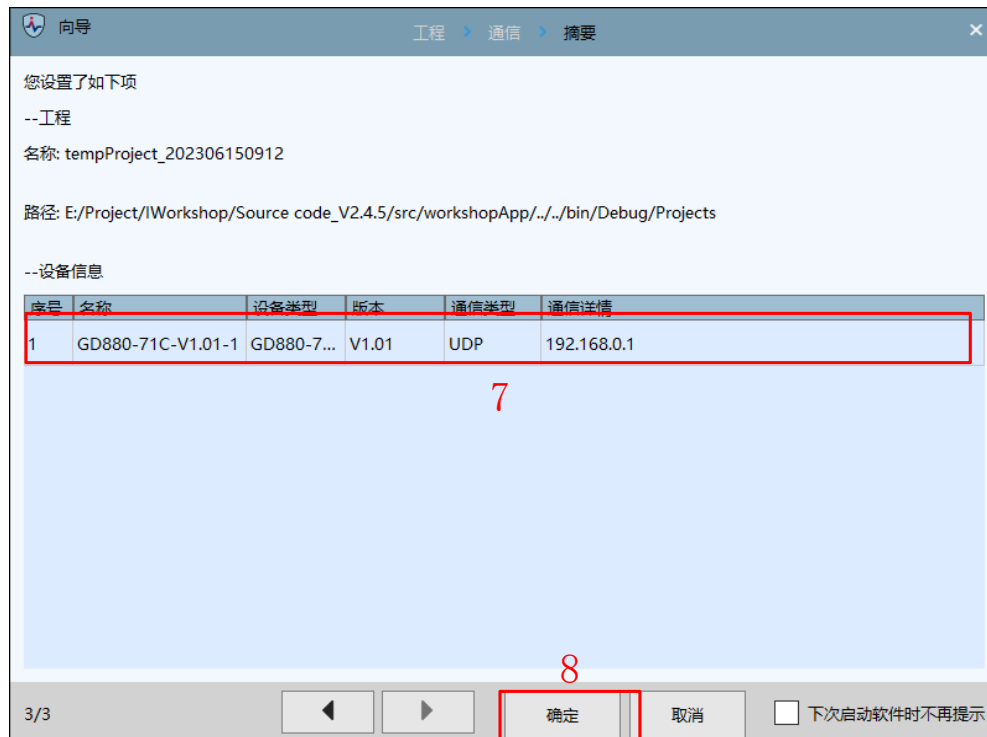 向导
工程 > 通信 > 摘要
您设置了如下项
--工程
名称: tempProject_202306150912
路径: E:/Project/IWorkshop/Source code_V2.4.5/src/workshopApp/../../bin/Debug/Projects
--设备信息
序号 名称 设备类型 版本 通信类型 通信详情
1 GD880-71C-V1.01-1 GD880-7... V1.01 UDP 192.168.0.1
7
8
3/3 确定 取消 下次启动软件时不再提示